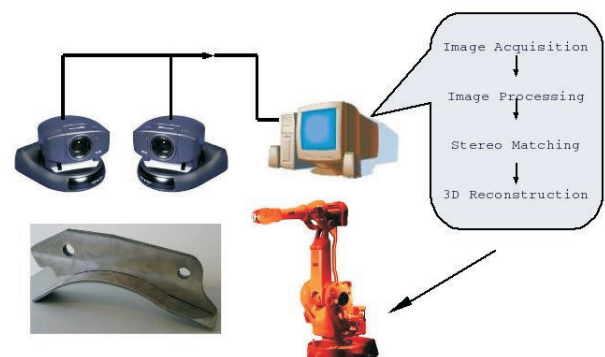 Image Acquisition
Image Processing
Stereo Matching
3D Reconstruction